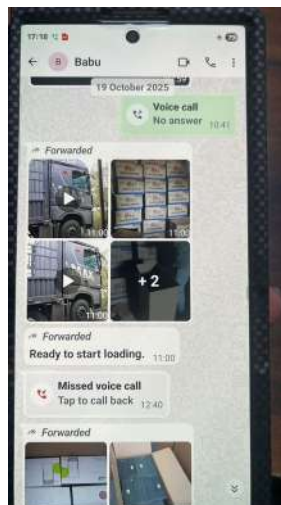 17:18
B Babu
19 October 2025
Voice call
No answer 10:41
Forwarded
11:00 11:00
11:00 +2
Forwarded
Ready to start loading. 11:00
Missed voice call
Tap to call back 12:40
Forwarded